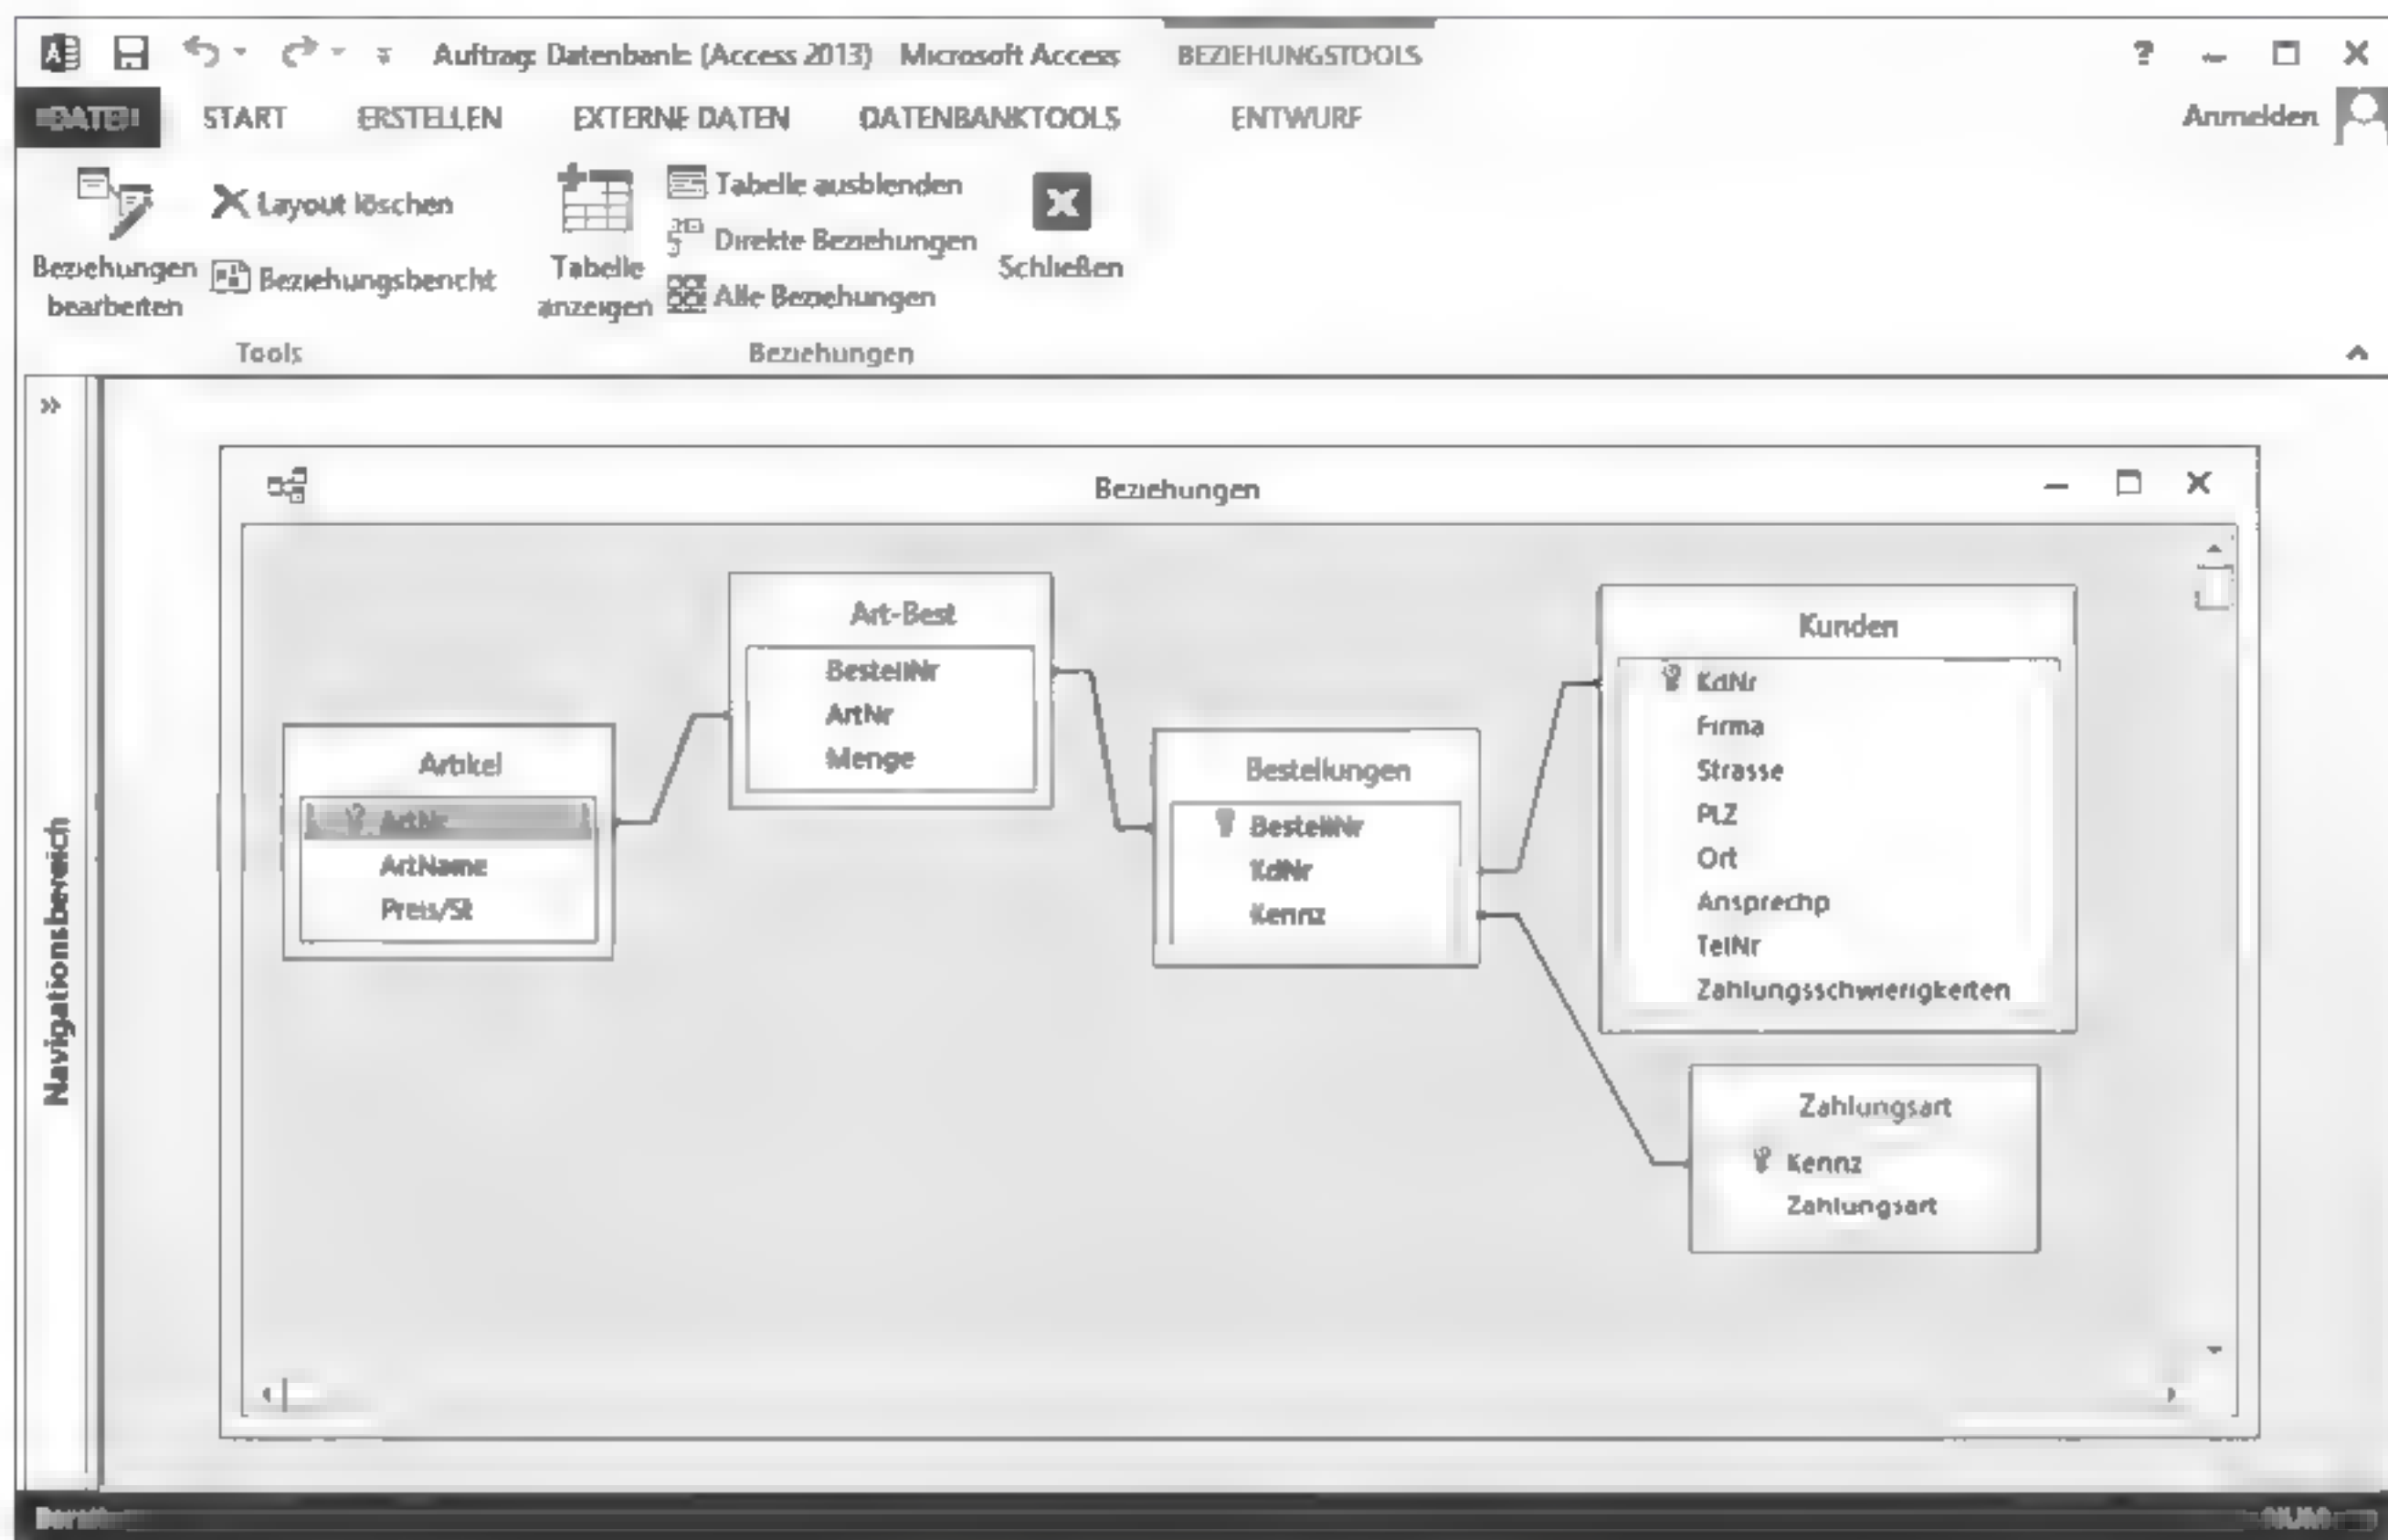 Auftrag: Datenbank: (Access 2013) Microsoft Access BEZIEHUNGSTOOLS
DATEI START ERSTELLEN EXTERNE DATEN DATENBANKTOOLS ENTWURF Anmelden
Beziehungen bearbeiten
Layout löschen
Beziehungsbericht
Tabelle anzeigen
Tabelle ausblenden
Direkte Beziehungen
Alle Beziehungen
Schließen
Tools
Beziehungen
Navigationsbereich
Beziehungen
Artikel
ArtNr
ArtName
Preis/St
Art-Best
BestellNr
ArtNr
Menge
Bestellungen
BestellNr
KdNr
Kennz
Kunden
KdNr
Firma
Strasse
PLZ
Ort
Ansprechp
TelNr
Zahlungsschwierigkeiten
Zahlungsart
Kennz
Zahlungsart